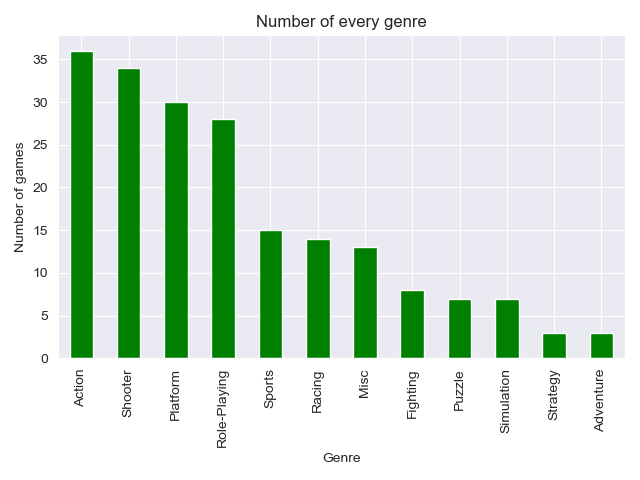 Number of every genre
Number of games
35
30
25
20
15
10
5
0
Action
Shooter
Platform
Role-Playing
Sports
Racing
Misc
Fighting
Puzzle
Simulation
Strategy
Adventure
Genre